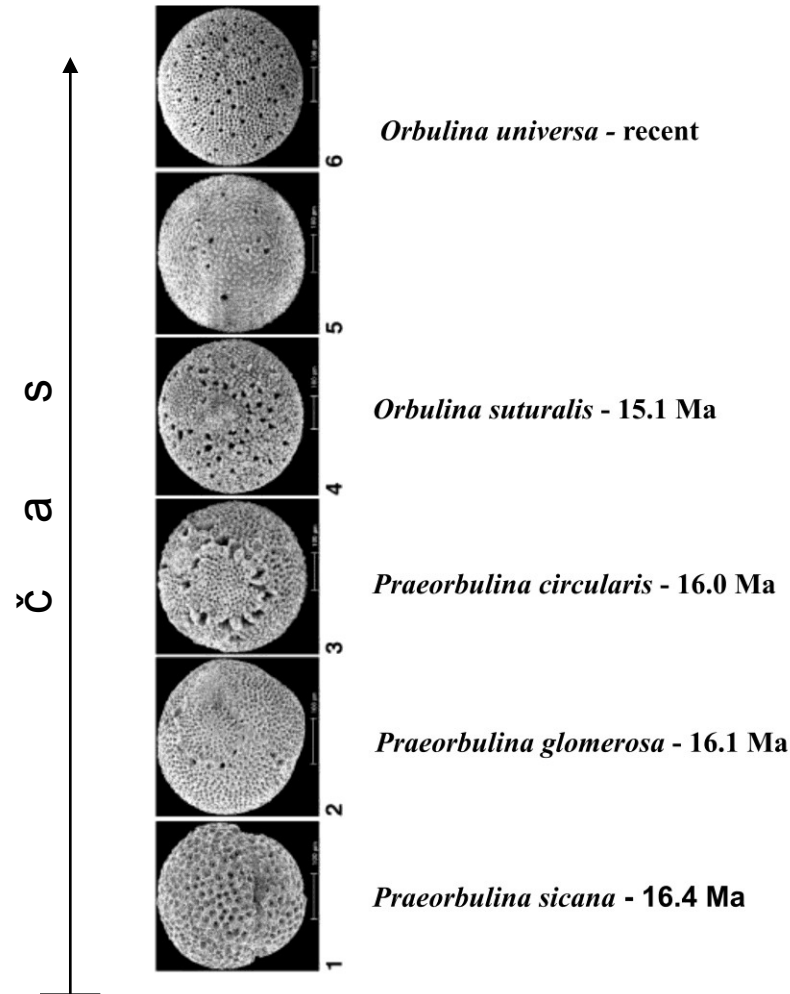 Orbulina universa - recent
6
5
Orbulina suturalis - 15.1 Ma
4
Praeorbulina circularis - 16.0 Ma
3
Praeorbulina glomerosa - 16.1 Ma
2
Praeorbulina sicana - 16.4 Ma
1
č a s